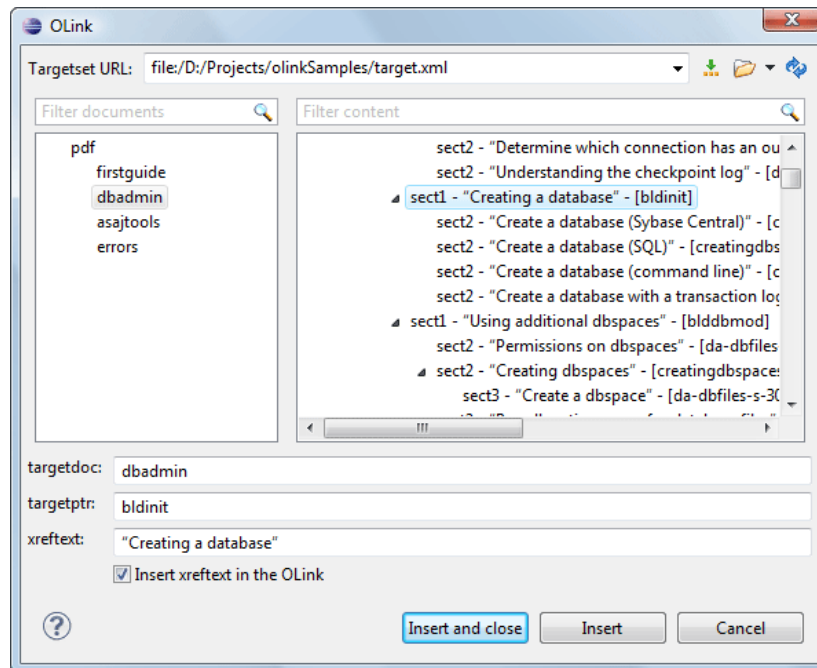 OLink
Targetset URL: file:/D:/Projects/olinkSamples/target.xml
Filter documents
Filter content
pdf
firstguide
dbadmin
asajtools
errors
sect2 - "Determine which connection has an ou
sect2 - "Understanding the checkpoint log" - [d
sect1 - "Creating a database" - [bldinit]
sect2 - "Create a database (Sybase Central)" - [c
sect2 - "Create a database (SQL)" - [creatingdbs
sect2 - "Create a database (command line)" - [c
sect2 - "Create a database with a transaction log
sect1 - "Using additional dbspaces" - [blddbmod]
sect2 - "Permissions on dbspaces" - [da-dbfiles
sect2 - "Creating dbspaces" - [creatingdbspaces
sect3 - "Create a dbspace" - [da-dbfiles-s-30
targetdoc: dbadmin
targetptr: bldinit
xreftext: "Creating a database"
Insert xreftext in the OLink
Insert and close
Insert
Cancel